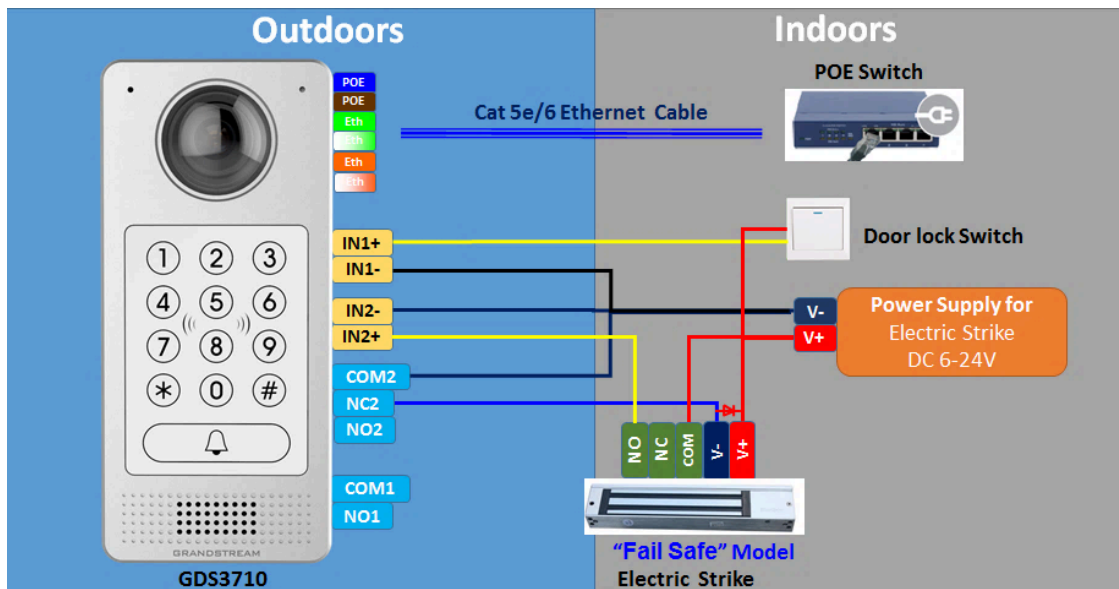 Outdoors
Indoors
POE
POE
Eth
Eth
Eth
Eth
Cat 5e/6 Ethernet Cable
POE Switch
1 2 3
4 5 6
7 8 9
* 0 #
IN1+
IN1-
IN2-
IN2+
COM2
NC2
NO2
COM1
NO1
Door lock Switch
V-
V+
Power Supply for
Electric Strike
DC 6-24V
NO
NC
COM
V-
V+
GRANDSTREAM
GDS3710
“Fail Safe” Model
Electric Strike